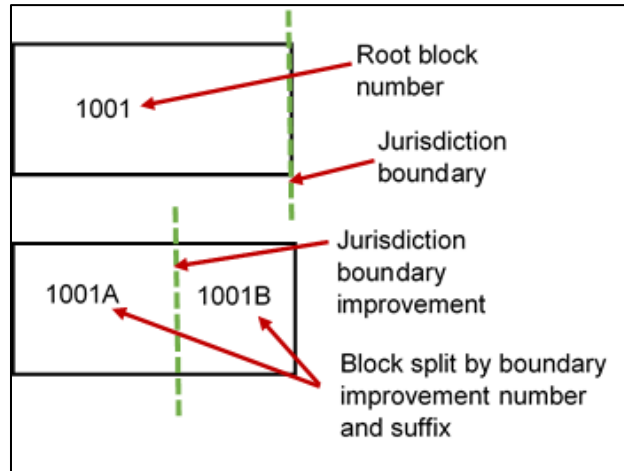 Root block
number
1001
Jurisdiction
boundary
Jurisdiction
boundary
improvement
1001A
1001B
Block split by boundary
improvement number
and suffix